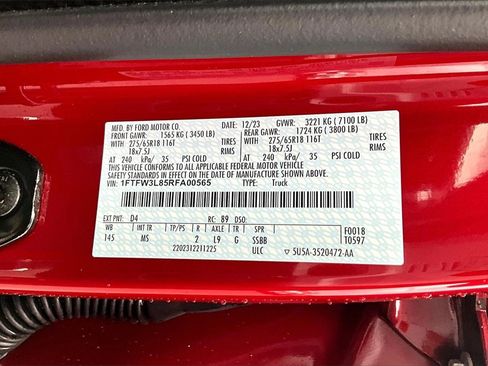 MFD. BY FORD MOTOR CO. 12/23 GVWR: 3221 KG ( 7100 LB)
FRONT GAWR: 1565 KG ( 3450 LB) REAR GAWR: 1724 KG ( 3800 LB)
WITH 275/65R18 116T TIRES WITH 275/65R18 116T TIRES
18x7.5J RIMS 18x7.5J RIMS
AT 240 kPa/ 35 PSI COLD AT 240 kPa/ 35 PSI COLD
THIS VEHICLE CONFORMS TO ALL APPLICABLE FEDERAL MOTOR VEHICLE
SAFETY STANDARDS IN EFFECT ON THE DATE OF MANUFACTURE SHOWN ABOVE.
VIN: 1FTFW3L85RFA00565 TYPE: Truck
EXT PNT: D4 RC: 89 DSO: F0018
WB TP/PS R AXLE TR SPR T0597
145 MS 2 L9 G SSBB
2202312211225 ULC 5U5A-3520472-AA